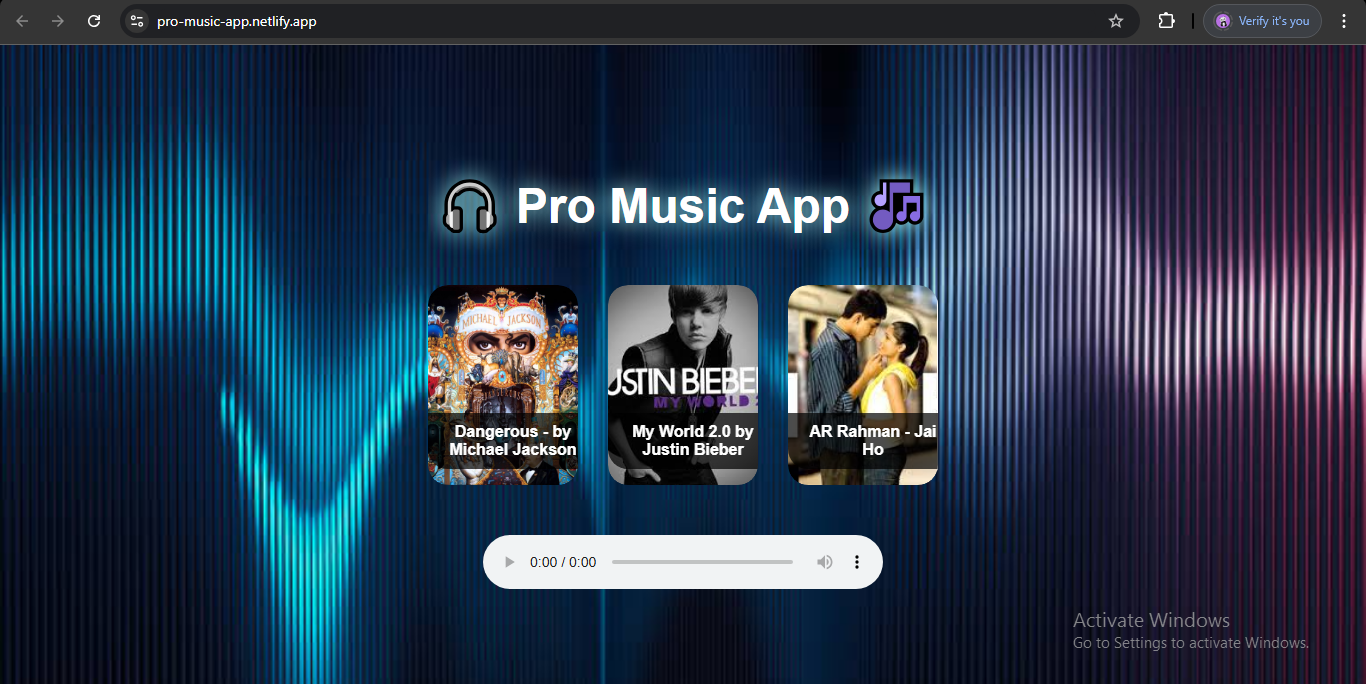 pro-music-app.netlify.app
Verify it's you
Pro Music App
MICHAEL JACKSON
USTIN BIEBE
MY WORLD 2
Dangerous - by
Michael Jackson
My World 2.0 by
Justin Bieber
AR Rahman - Jai
Ho
0:00 / 0:00
Activate Windows
Go to Settings to activate Windows.